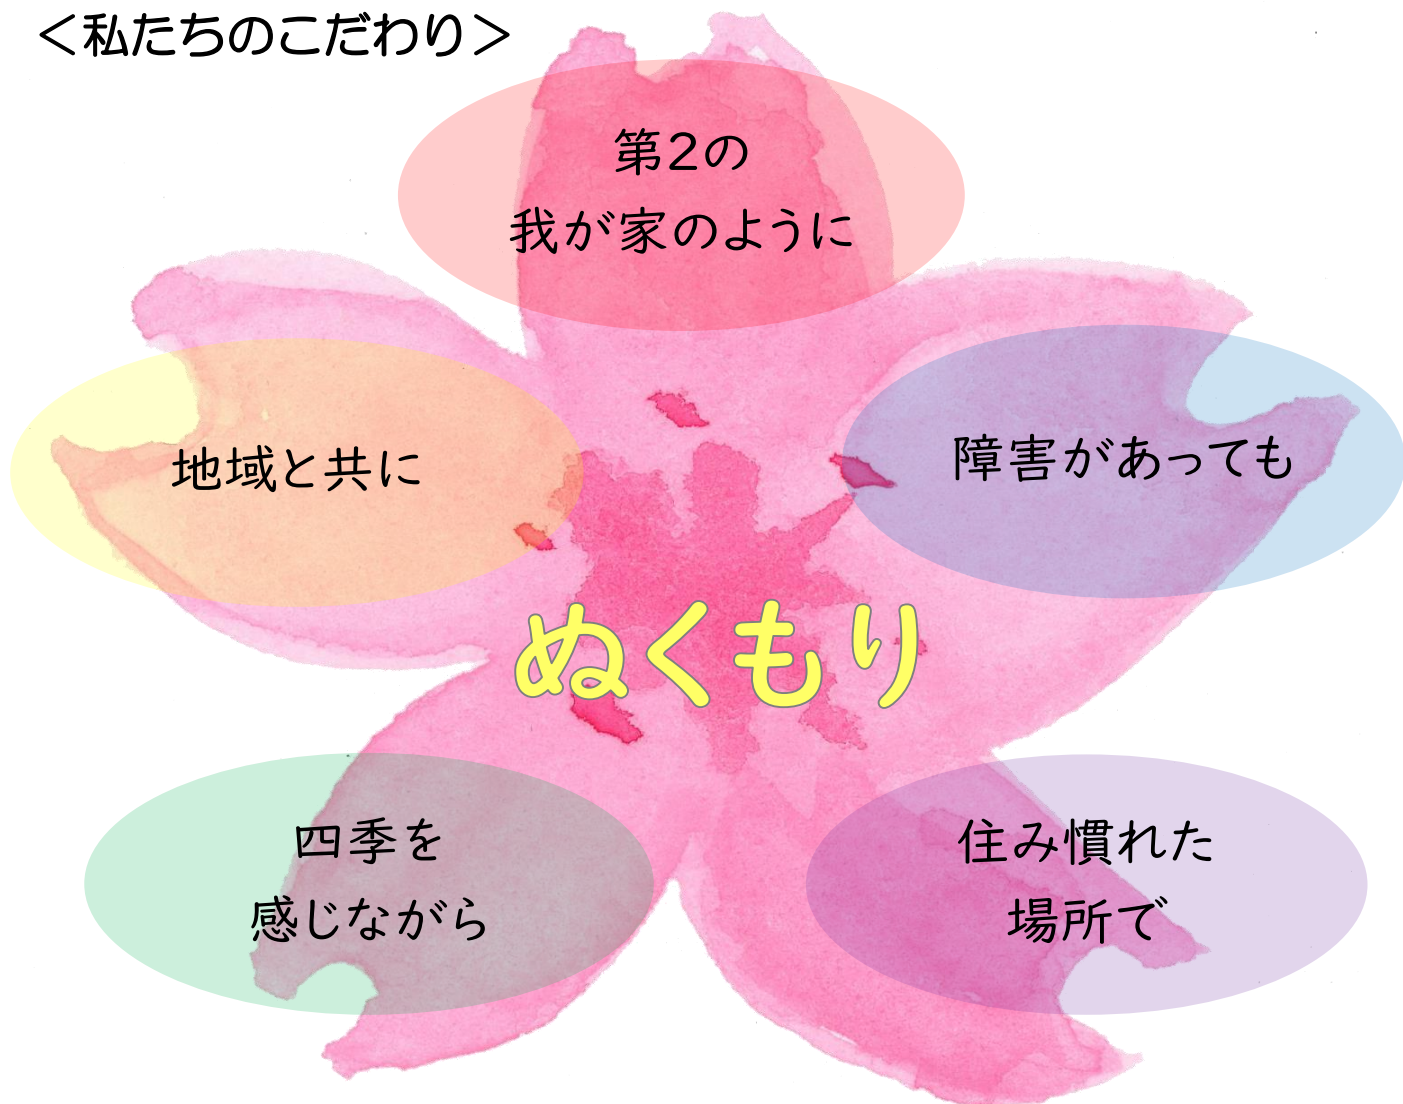 ＜私たちのこだわり＞
第2の
我が家のように
地域と共に
障害があっても
ぬくもり
四季を
感じながら
住み慣れた
場所で